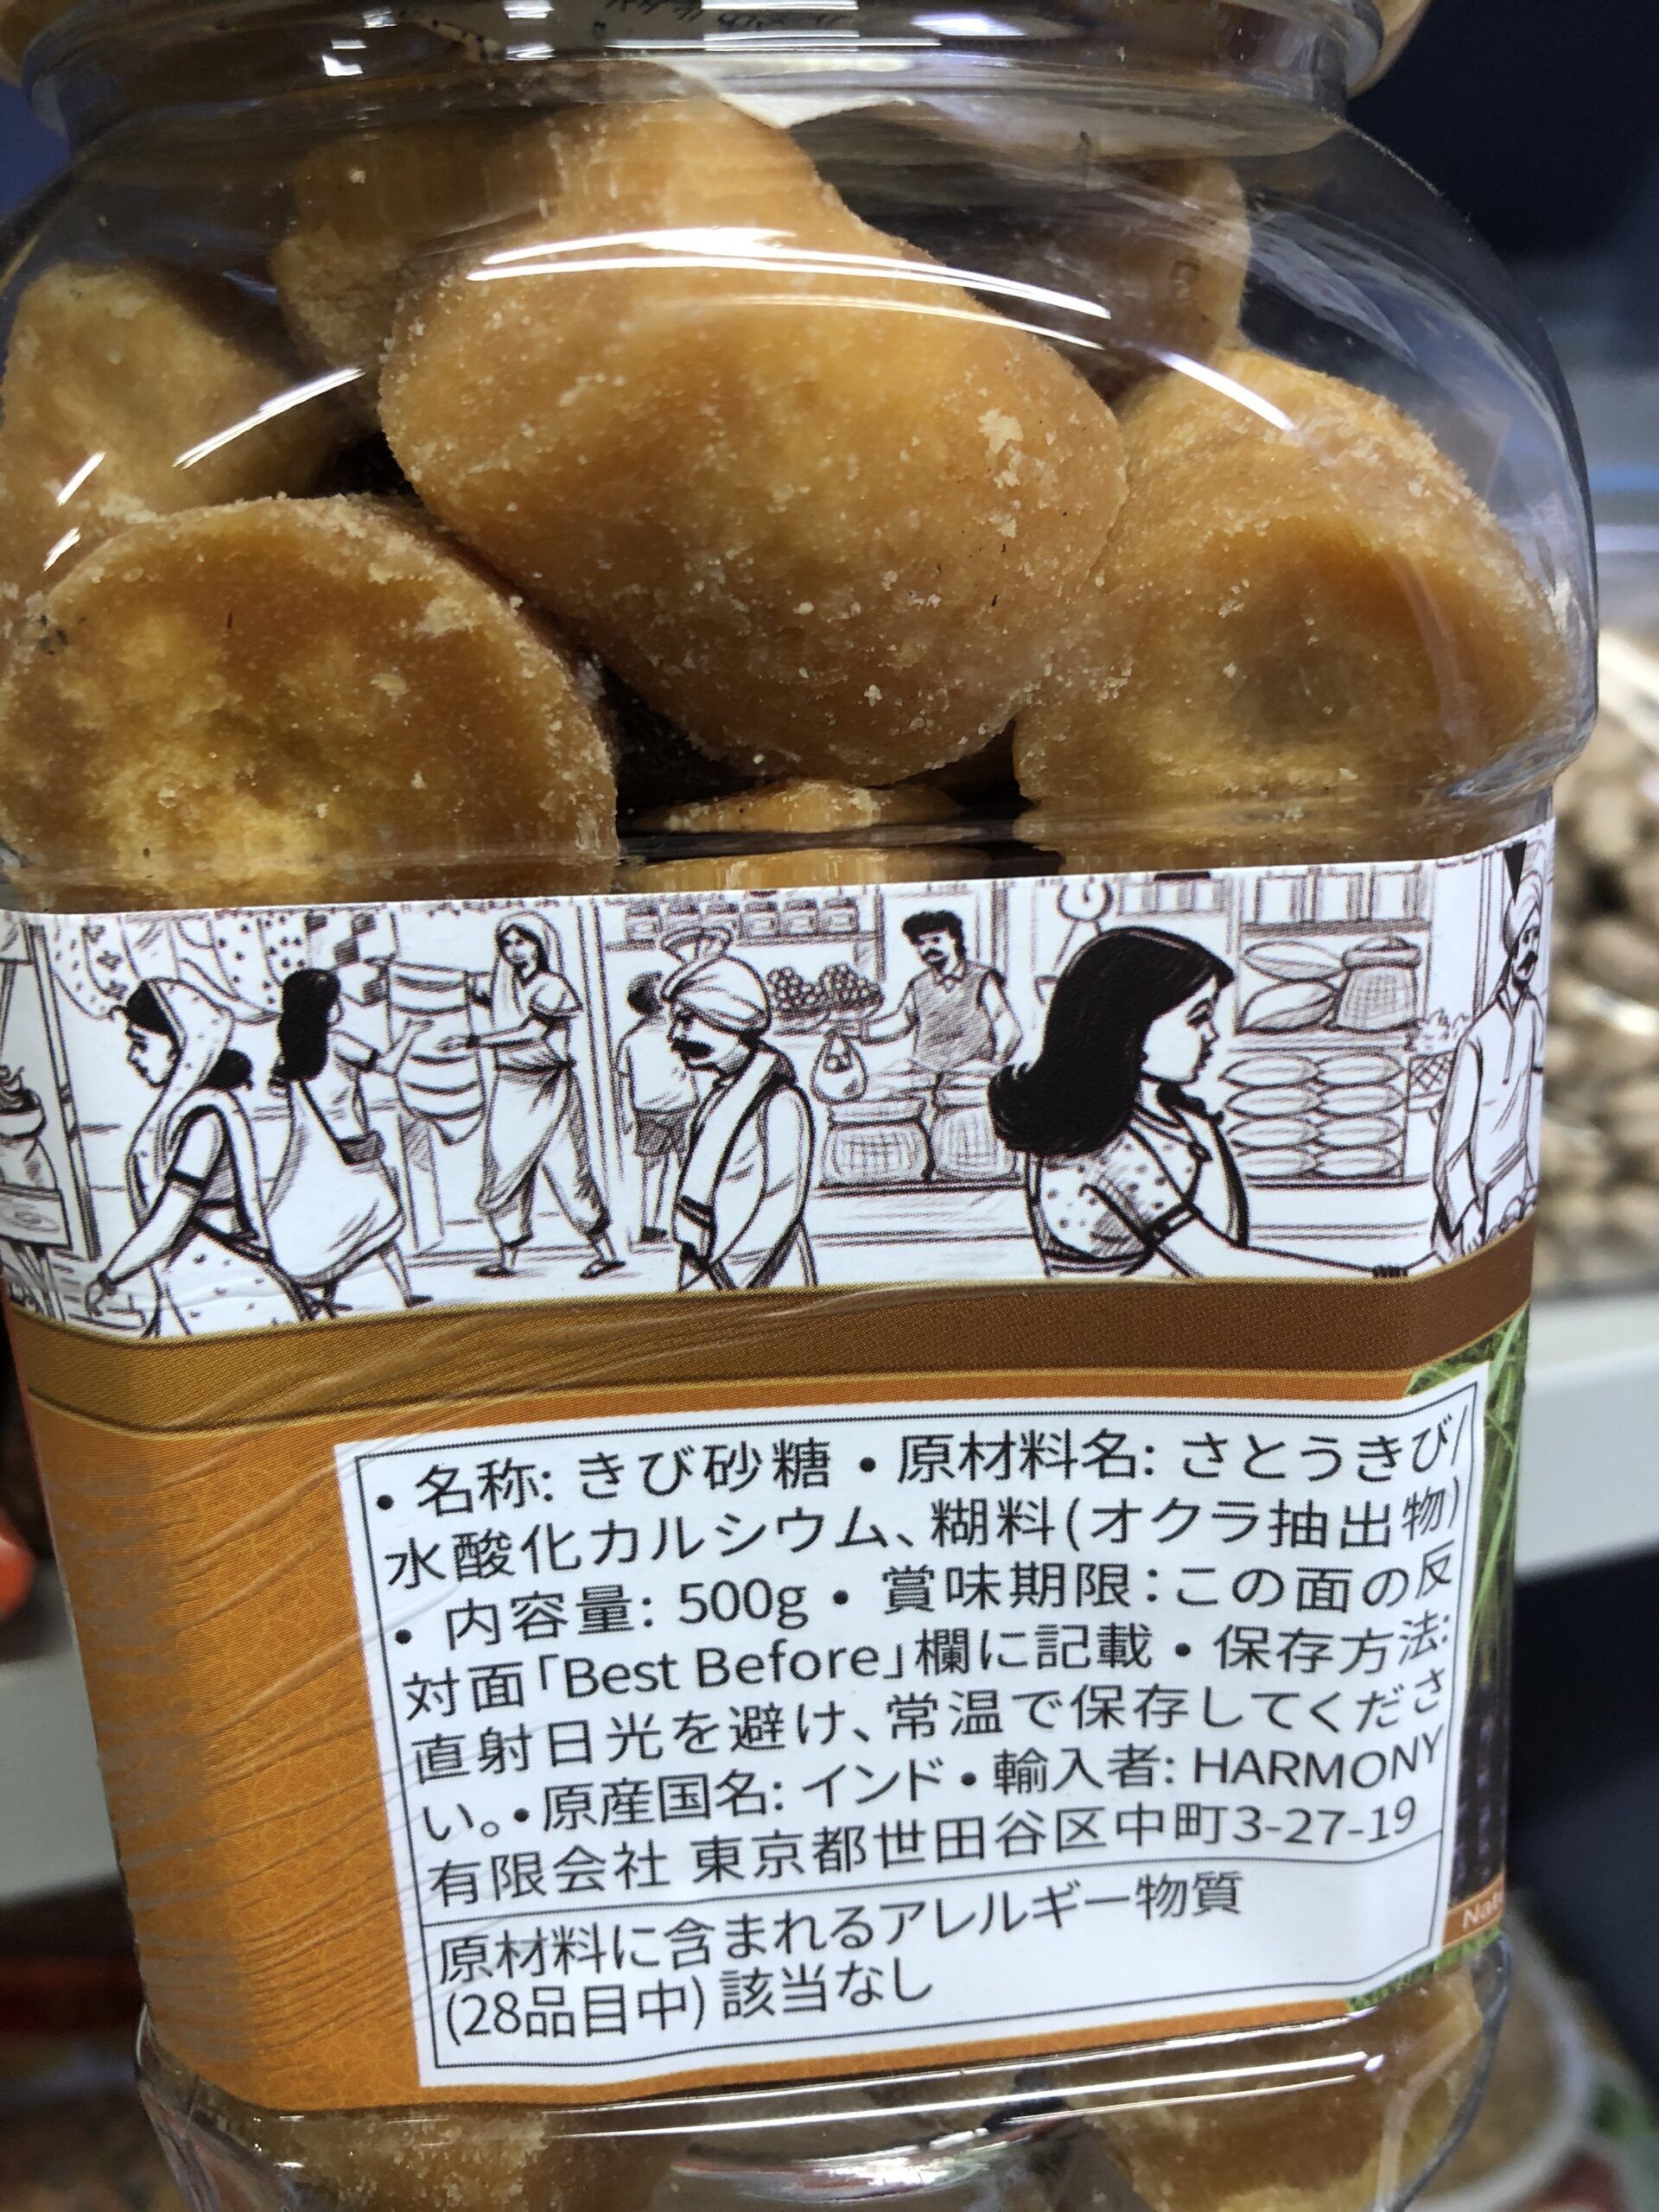 • 名称: きび砂糖 • 原材料名: さとうきび/
水酸化カルシウム、糊料(オクラ抽出物)
• 内容量: 500g • 賞味期限:この面の反
対面「Best Before」欄に記載 • 保存方法:
直射日光を避け、常温で保存してくださ
い。• 原産国名: インド • 輸入者: HARMONY
有限会社 東京都世田谷区中町3-27-19
原材料に含まれるアレルギー物質
(28品目中) 該当なし